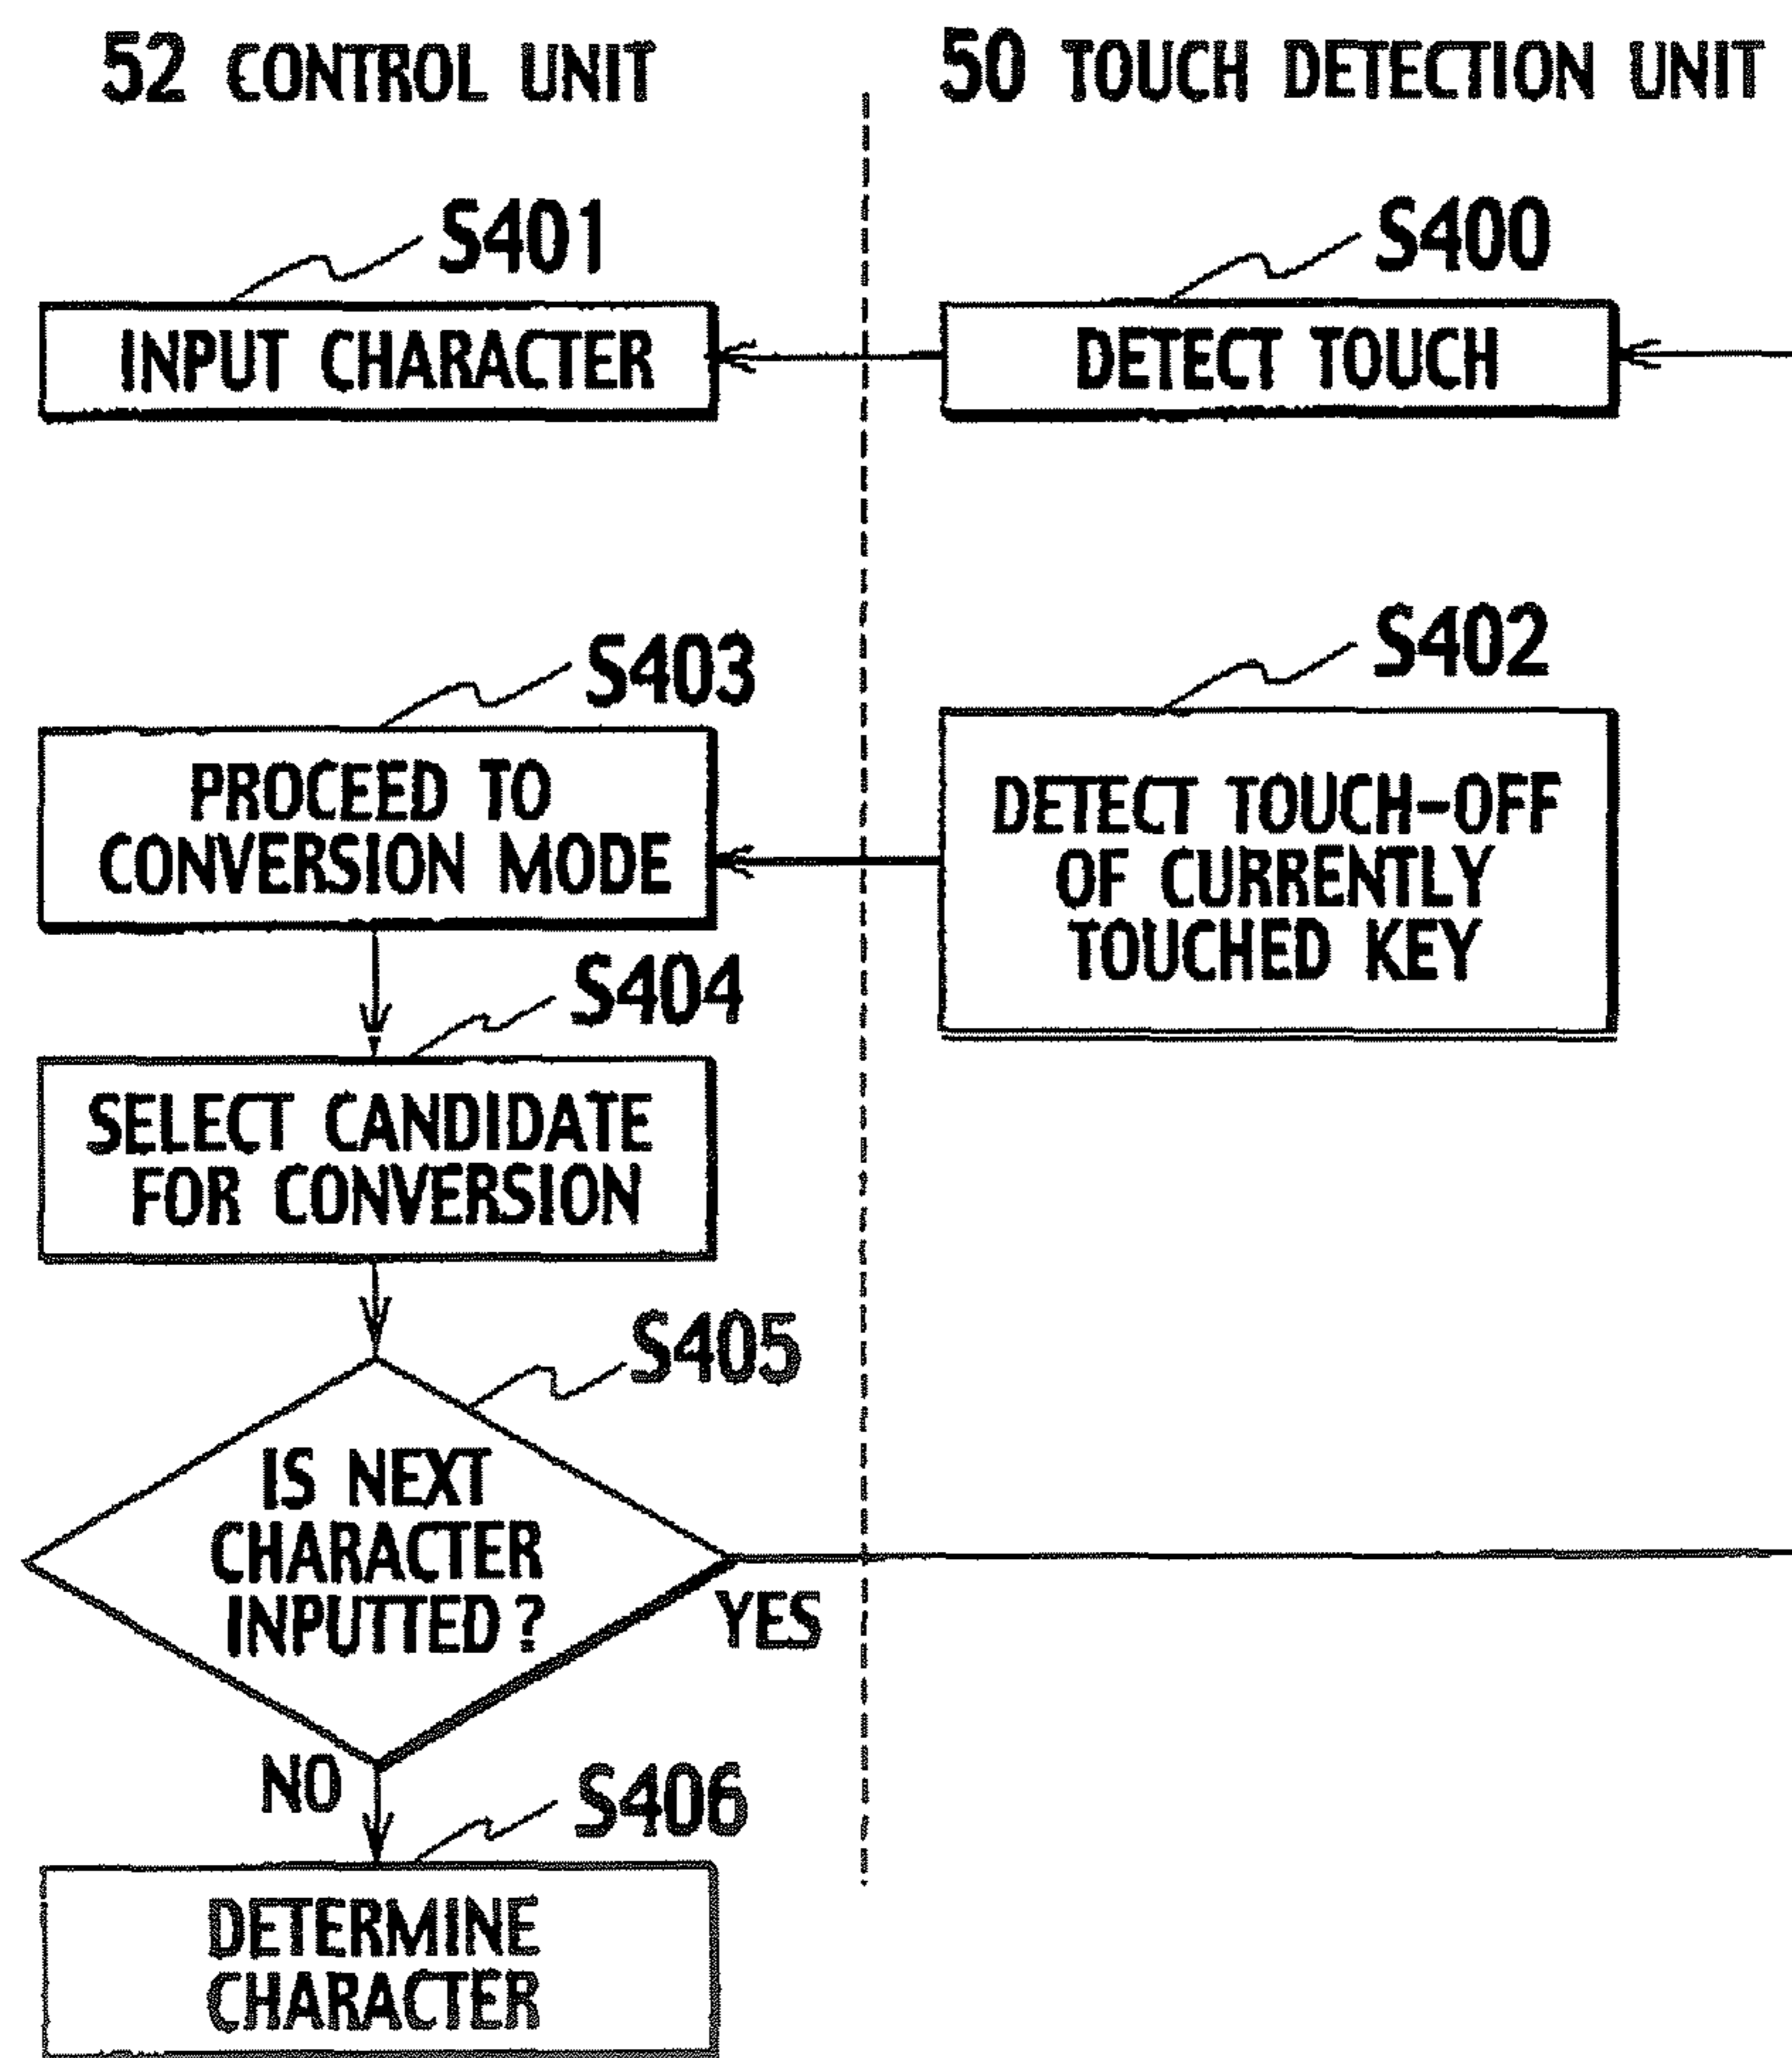 52 CONTROL UNIT
50 TOUCH DETECTION UNIT
S401
S400
INPUT CHARACTER
DETECT TOUCH
S403
S402
PROCEED TO
CONVERSION MODE
DETECT TOUCH-OFF
OF CURRENTLY
TOUCHED KEY
S404
SELECT CANDIDATE
FOR CONVERSION
S405
IS NEXT
CHARACTER
INPUTTED?
YES
NO
S406
DETERMINE
CHARACTER